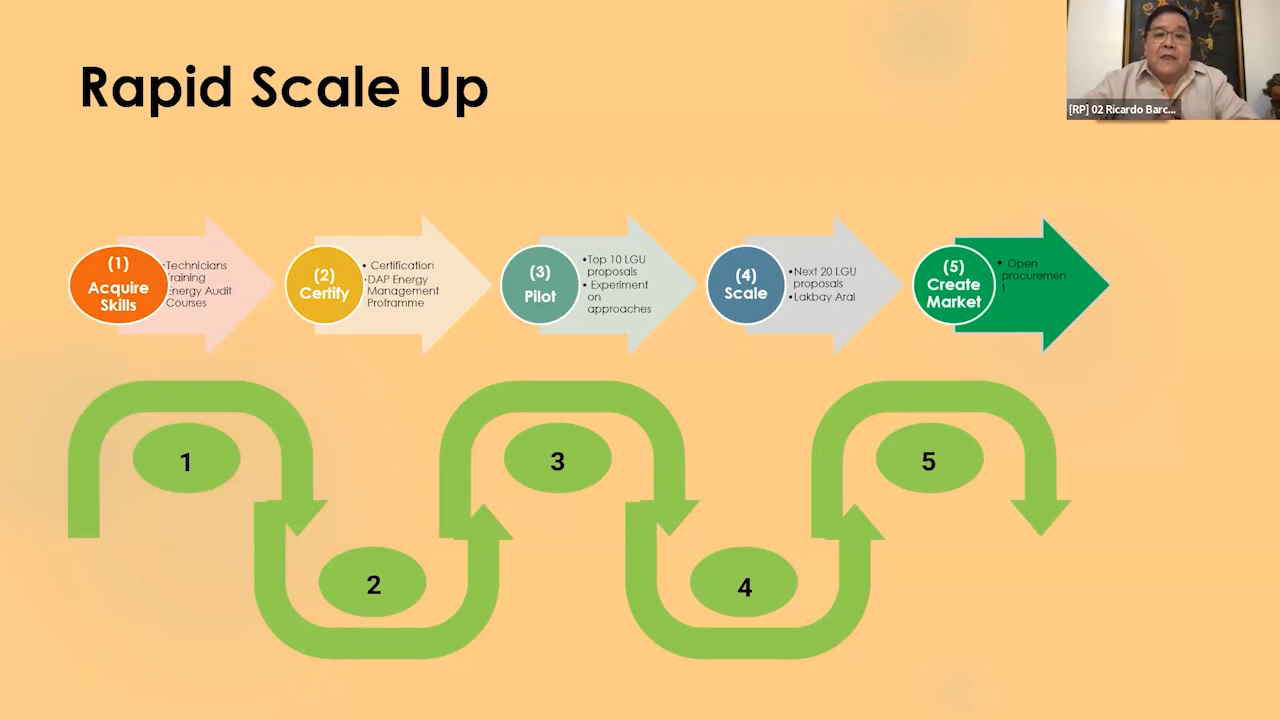 Rapid Scale Up
[RP] 02 Ricardo Barc...
(1)
Acquire
Skills
•Technicians
Training
•Energy Audit
Courses
(2)
Certify
• Certification
•DAP Energy
Management
Proframme
(3)
Pilot
•Top 10 LGU
proposals
• Experiment
on
approaches
(4)
Scale
•Next 20 LGU
proposals
•Lakbay Aral
(5)
Create
Market
• Open
procuremen
t
1
3
5
2
4